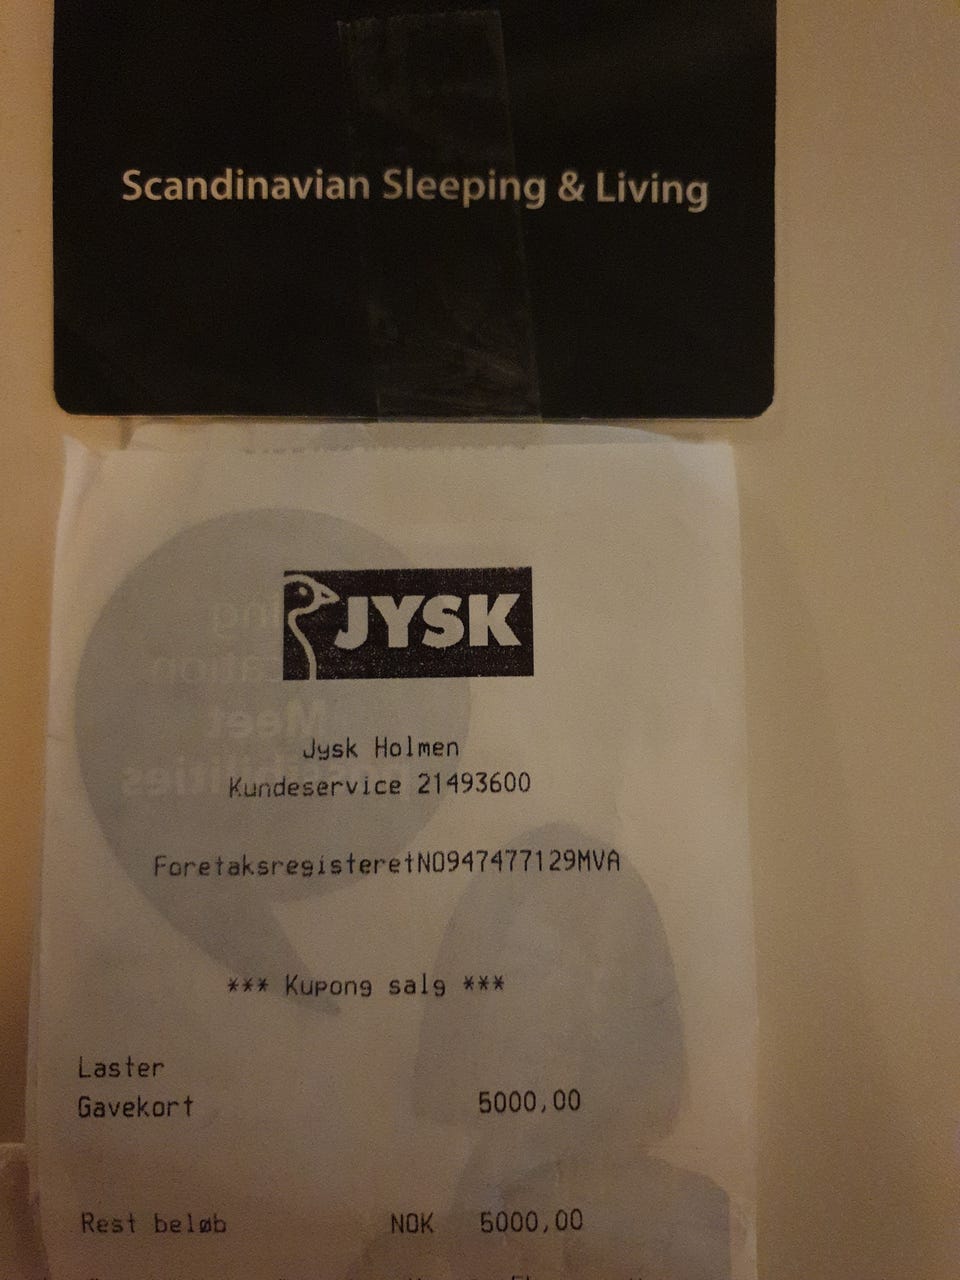 Scandinavian Sleeping & Living
JYSK
Jysk Holmen
Kundeservice 21493600
ForetaksregisteretNO947477129MVA
*** Kupong salg ***
Laster
Gavekort 5000,00
Rest beløb NOK 5000,00
Meet